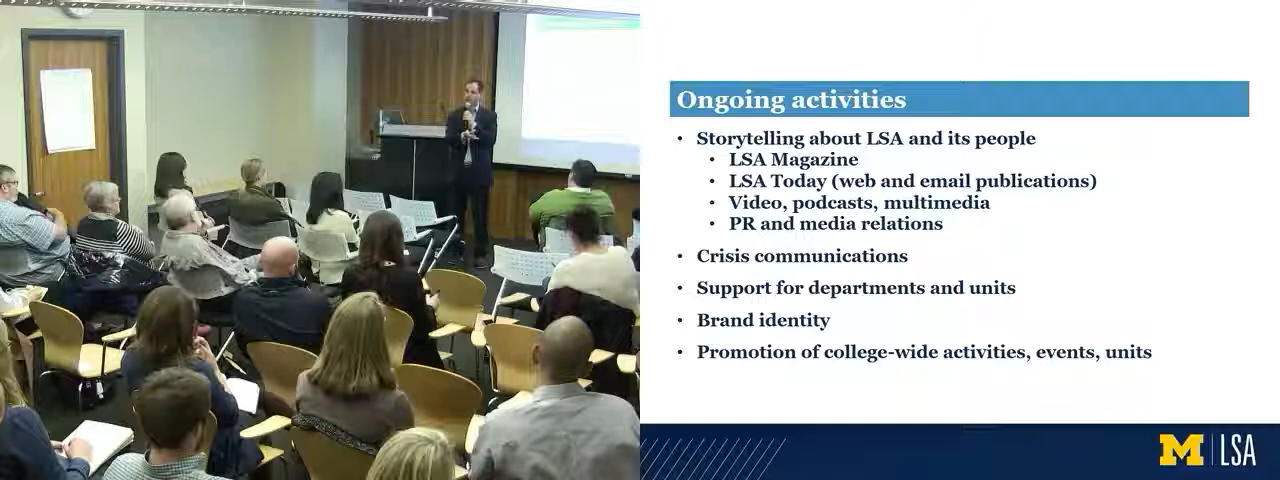 Ongoing activities
• Storytelling about LSA and its people
• LSA Magazine
• LSA Today (web and email publications)
• Video, podcasts, multimedia
• PR and media relations
• Crisis communications
• Support for departments and units
• Brand identity
• Promotion of college-wide activities, events, units
M LSA